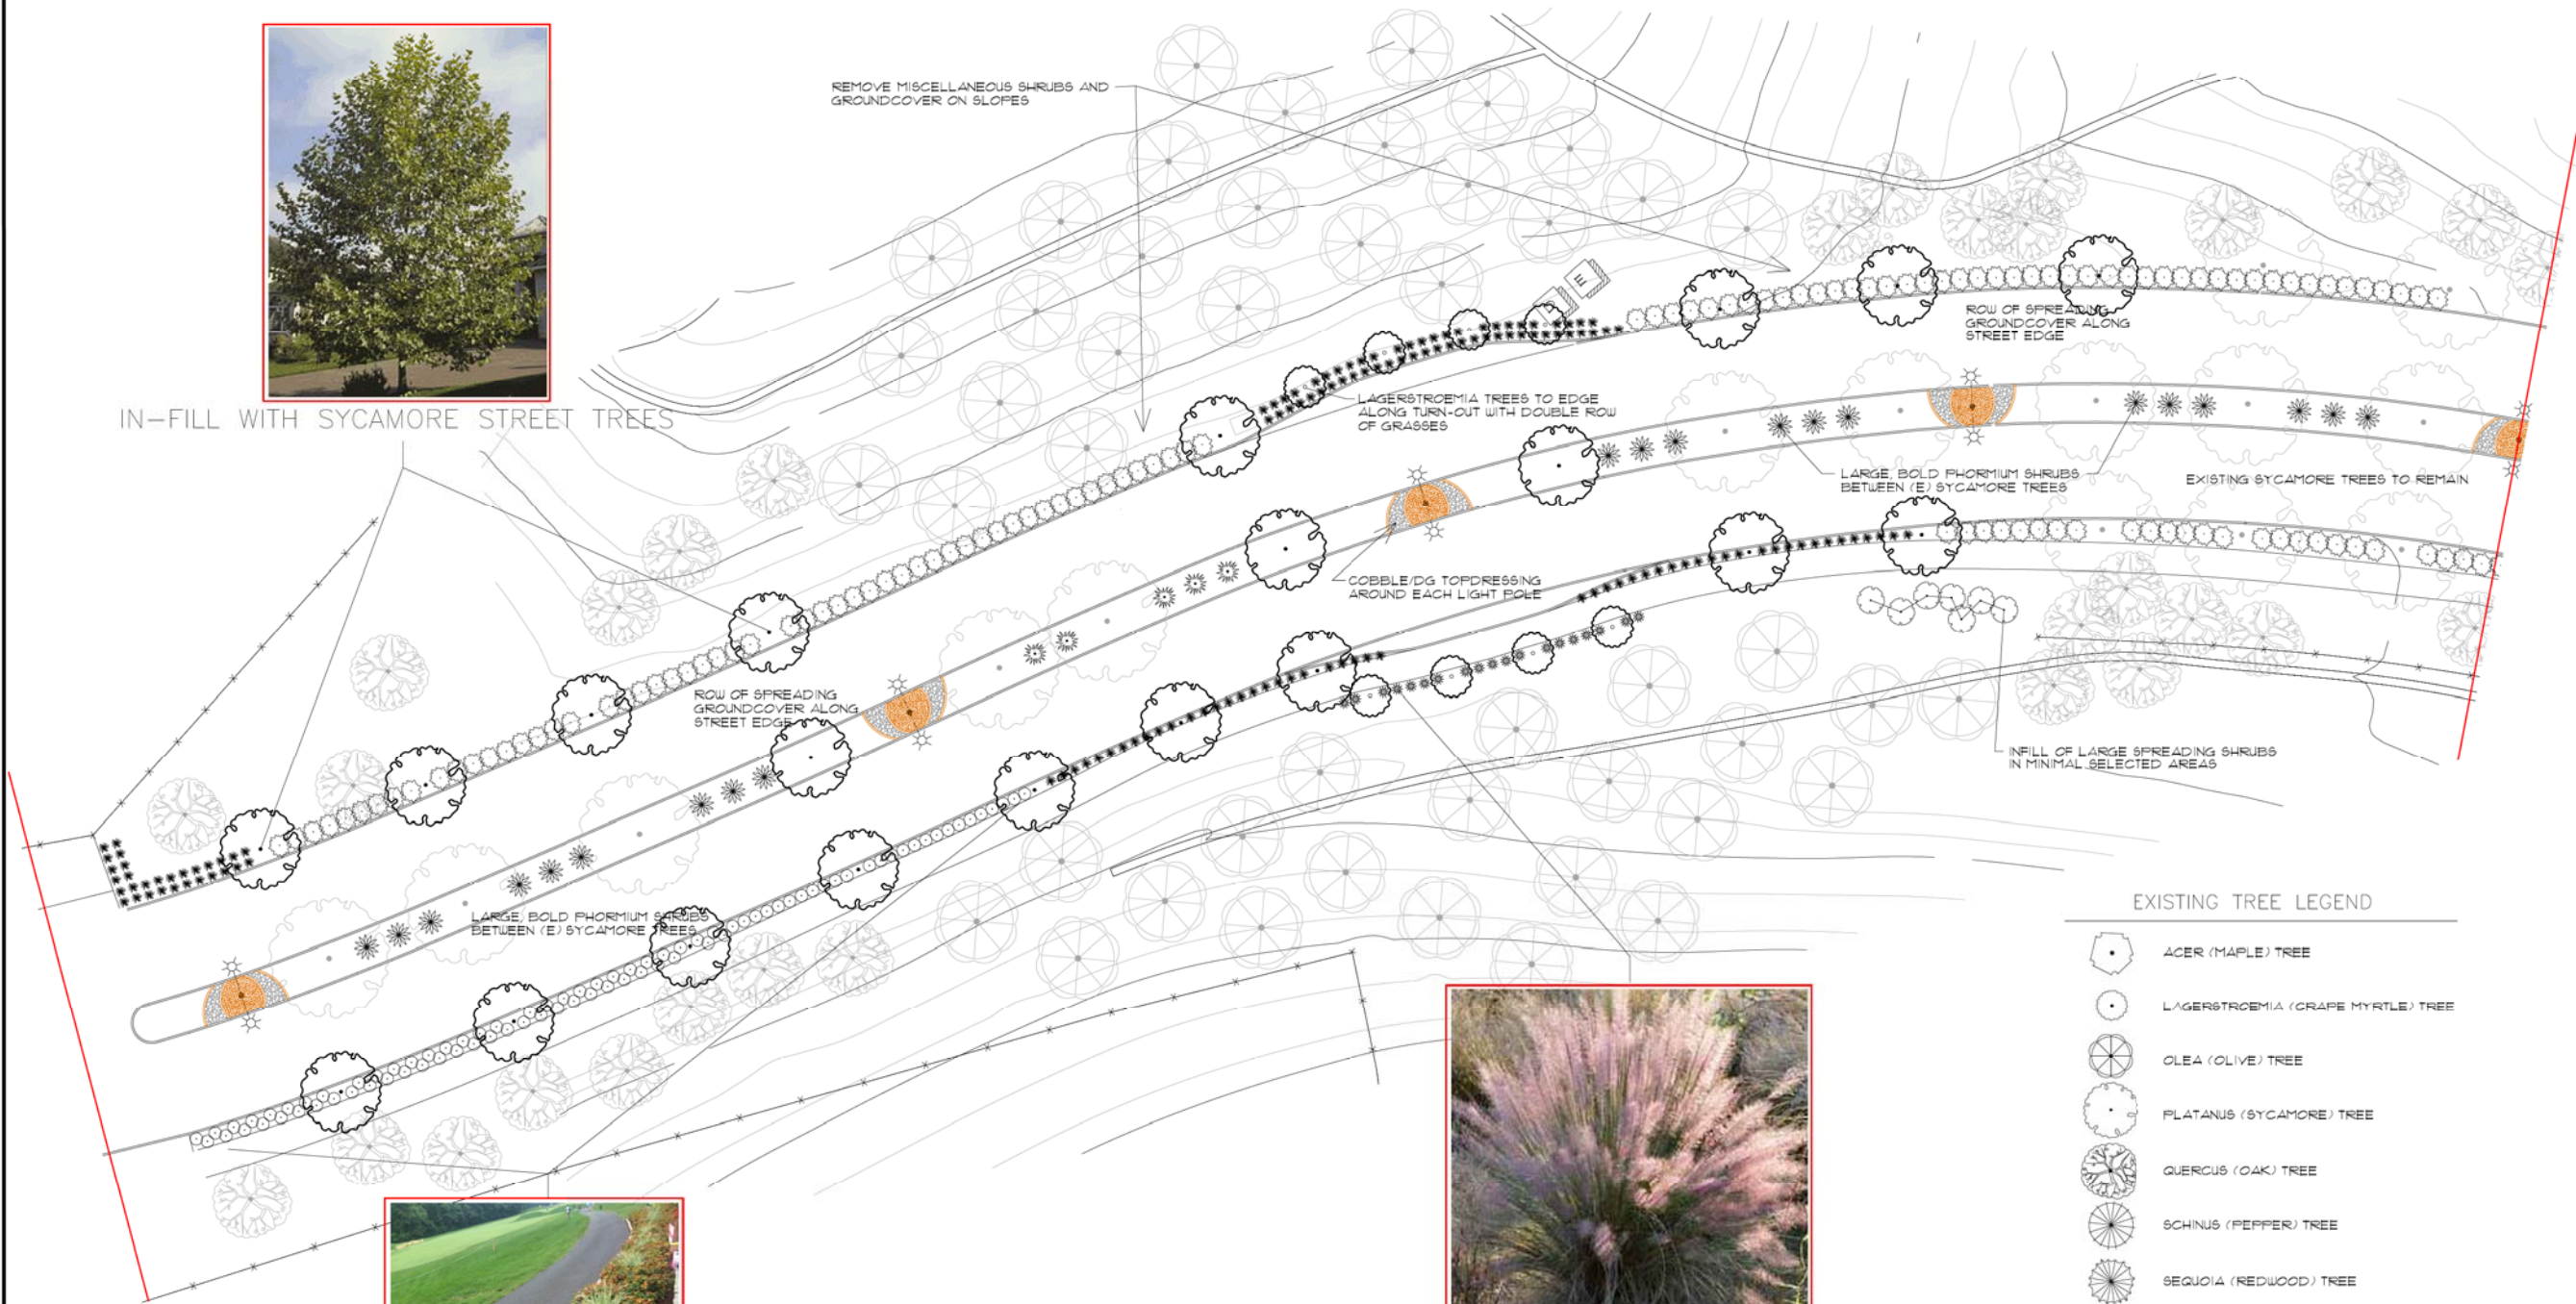 REMOVE MISCELLANEOUS SHRUBS AND
GROUNDCOVER ON SLOPES
IN-FILL WITH SYCAMORE STREET TREES
E
ROW OF SPREADING
GROUNDCOVER ALONG
STREET EDGE
LAGERSTROEMIA TREES TO EDGE
ALONG TURN-OUT WITH DOUBLE ROW
OF GRASSES
LARGE, BOLD PHORMIUM SHRUBS
BETWEEN (E) SYCAMORE TREES
EXISTING SYCAMORE TREES TO REMAIN
COBBLE/DG TOPDRESSING
AROUND EACH LIGHT POLE
ROW OF SPREADING
GROUNDCOVER ALONG
STREET EDGE
INFILL OF LARGE SPREADING SHRUBS
IN MINIMAL SELECTED AREAS
LARGE, BOLD PHORMIUM SHRUBS
BETWEEN (E) SYCAMORE TREES
EXISTING TREE LEGEND
ACER (MAPLE) TREE
LAGERSTROEMIA (CRAPE MYRTLE) TREE
OLEA (OLIVE) TREE
PLATANUS (SYCAMORE) TREE
QUERCUS (OAK) TREE
SCHINUS (PEPPER) TREE
SEQUOIA (REDWOOD) TREE